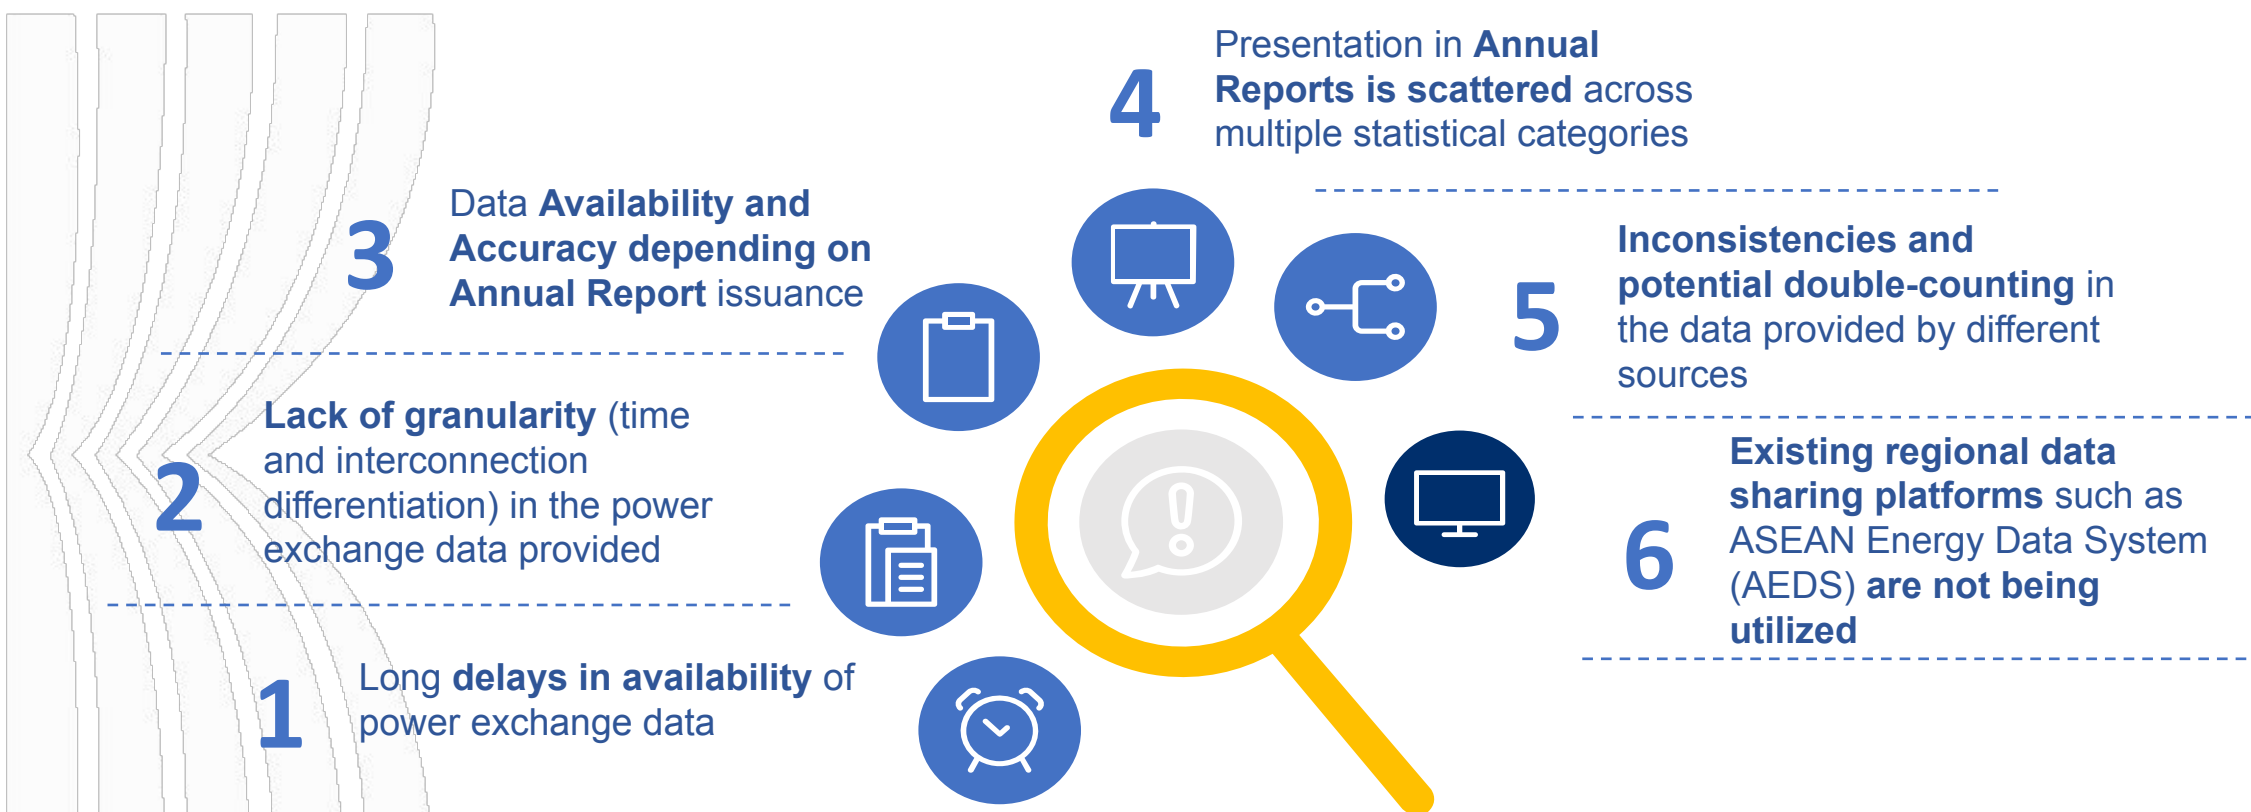 4
Presentation in Annual
Reports is scattered across
multiple statistical categories
3
Data Availability and
Accuracy depending on
Annual Report issuance
5
Inconsistencies and
potential double-counting in
the data provided by different
sources
2
Lack of granularity (time
and interconnection
differentiation) in the power
exchange data provided
6
Existing regional data
sharing platforms such as
ASEAN Energy Data System
(AEDS) are not being
utilized
1
Long delays in availability of
power exchange data